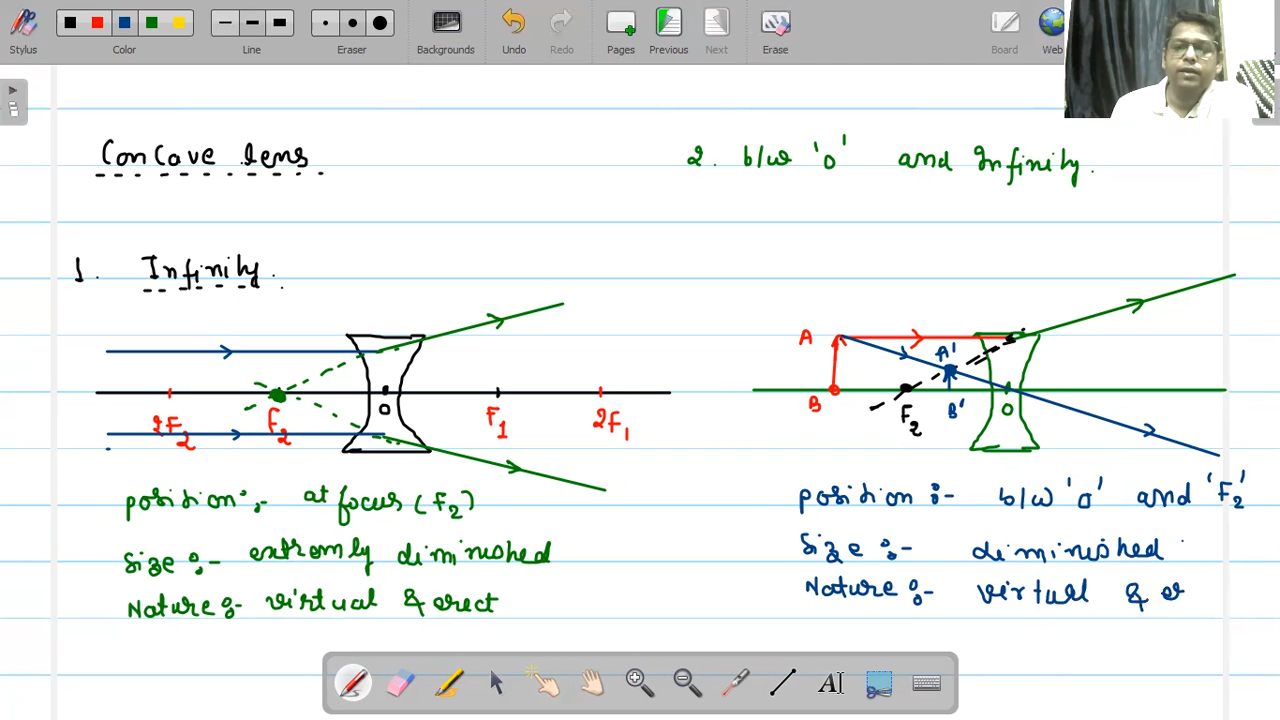 Stylus Color Line Eraser Backgrounds Undo Redo Pages Previous Next Erase Board Web
Concave lens
1. Infinity.
2F2 F2 O F1 2F1
position:- at focus (F2)
Size:- extremly diminished
Nature:- virtual & erect
2. b/w 'o' and Infinity.
A A'
B F2 B' O
position:- b/w 'o' and 'F2'
Size:- diminished
Nature:- virtual & er
AI